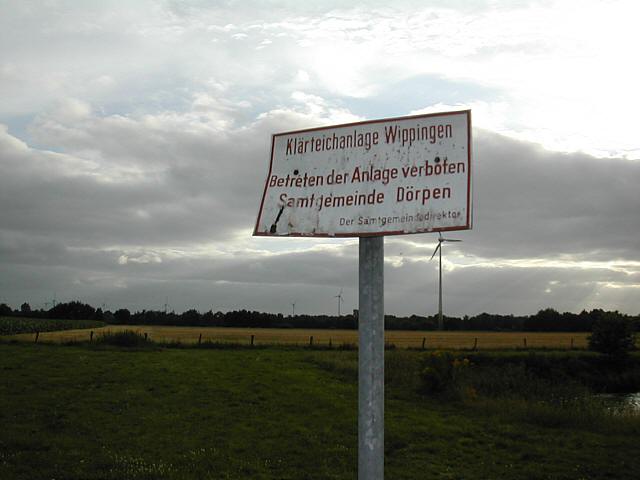 Klärteichanlage Wippingen
Betreten der Anlage verboten
Samtgemeinde Dörpen
Der Samtgemeindedirektor